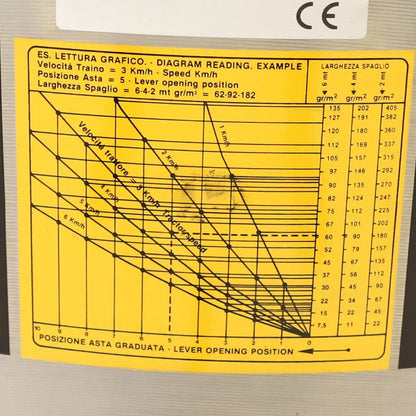 CE
ES. LETTURA GRAFICO. - DIAGRAM READING. EXAMPLE
Velocità Traino = 3 Km/h - Speed Km/h
Posizione Asta = 5 - Lever opening position
Larghezza Spaglio = 6-4-2 mt gr/m² = 62-92-182
LARGHEZZA SPAGLIO
6 mt 4 mt 2 mt
gr/m² gr/m² gr/m²
135 202 405
127 191 382
120 180 360
112 169 337
105 157 315
97 146 292
90 135 270
82 124 247
75 112 225
67 101 202
60 90 180
52 79 157
45 67 135
37 56 112
30 45 90
22 34 67
15 22 45
7,5 11 22
1 Km/h
2 Km/h
Velocità trattore = 3 Km/h Tractor speed
4 Km/h
5 Km/h
6 Km/h
10 9 8 7 6 5 4 3 2 1 0
POSIZIONE ASTA GRADUATA - LEVER OPENING POSITION